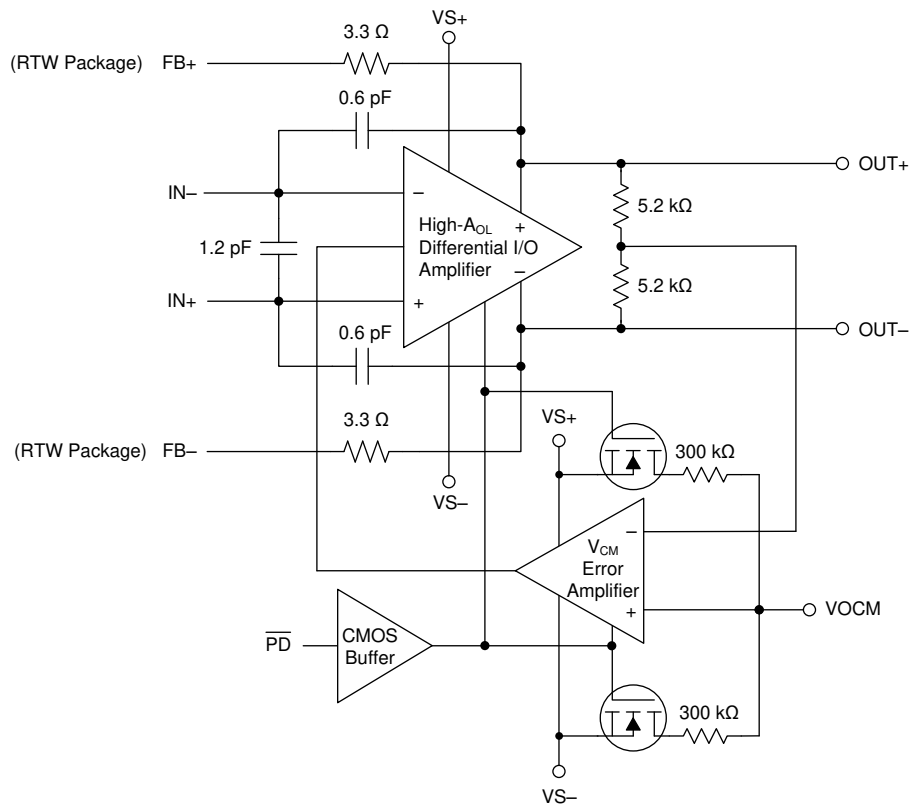 VS+
3.3 Ω
(RTW Package) FB+
0.6 pF
OUT+
IN–
–
High-AOL
Differential I/O
Amplifier
+
–
5.2 kΩ
1.2 pF
5.2 kΩ
IN+
+
OUT–
0.6 pF
3.3 Ω
(RTW Package) FB–
VS+
300 kΩ
VS–
VCM
Error
Amplifier
–
+
VOCM
PD
CMOS
Buffer
300 kΩ
VS–